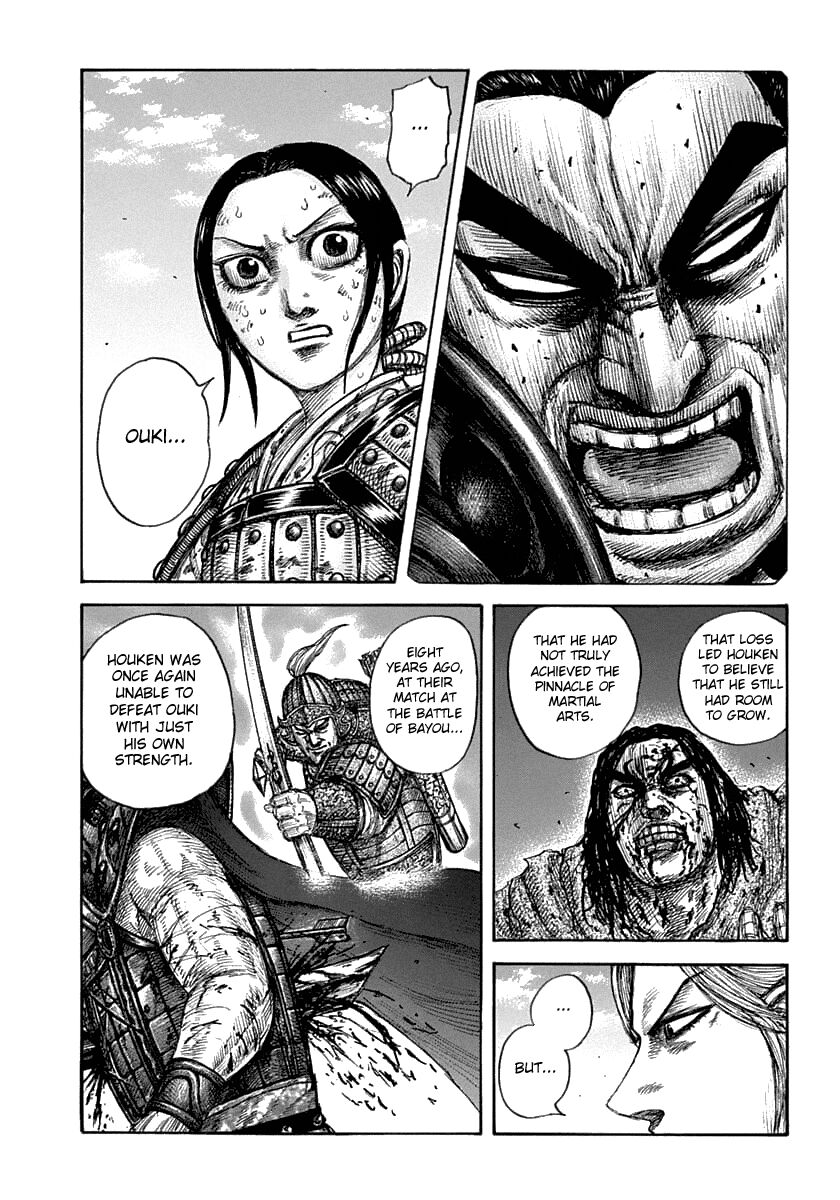 ...
OUKI...
THAT LOSS
LED HOUKEN
TO BELIEVE
THAT HE STILL
HAD ROOM
TO GROW.
THAT HE HAD
NOT TRULY
ACHIEVED THE
PINNACLE OF
MARTIAL
ARTS.
...
BUT...
EIGHT
YEARS AGO,
AT THEIR
MATCH AT
THE BATTLE
OF BAYOU...
HOUKEN WAS
ONCE AGAIN
UNABLE TO
DEFEAT OUKI
WITH JUST
HIS OWN
STRENGTH.